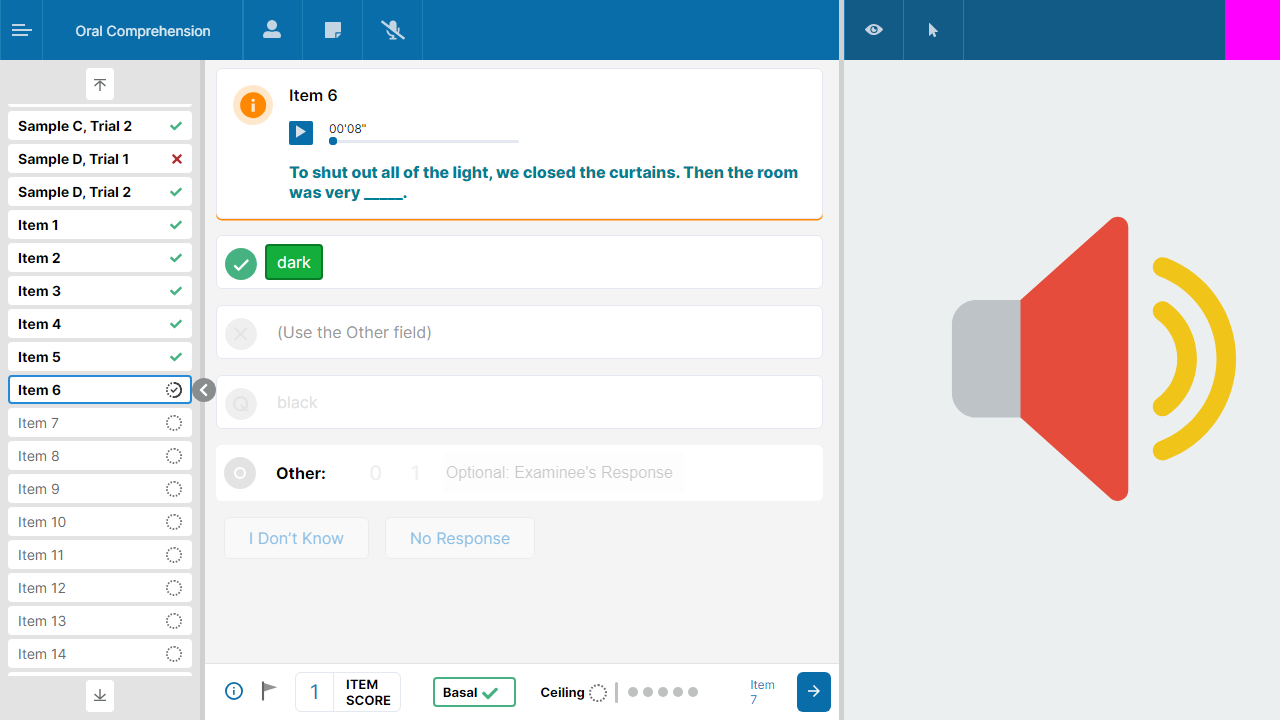 Oral Comprehension
Sample C, Trial 2
Sample D, Trial 1
Sample D, Trial 2
Item 1
Item 2
Item 3
Item 4
Item 5
Item 6
Item 7
Item 8
Item 9
Item 10
Item 11
Item 12
Item 13
Item 14
Item 6
00'08"
To shut out all of the light, we closed the curtains. Then the room
was very _____.
dark
(Use the Other field)
Q black
Other: 0 1 Optional: Examinee's Response
I Don't Know No Response
1 ITEM
SCORE
Basal
Ceiling
Item
7